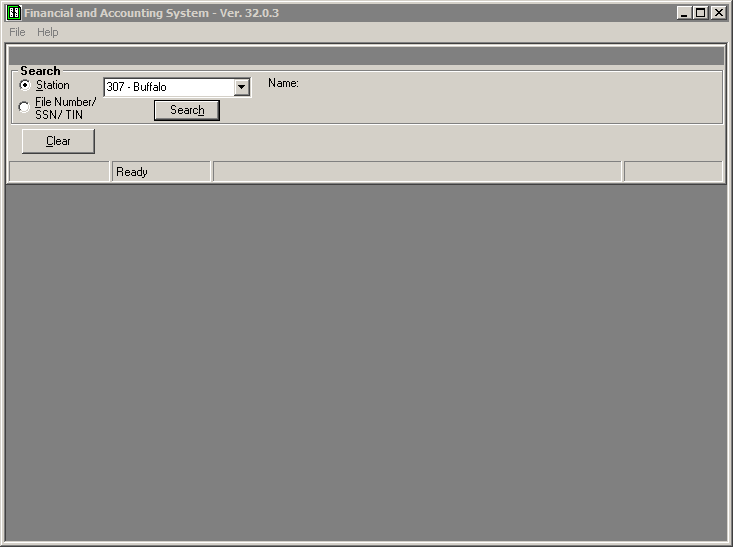 Financial and Accounting System - Ver. 32.0.3
File Help
Search
Station 307 - Buffalo Name:
File Number/
SSN/ TIN
Search
Clear
Ready